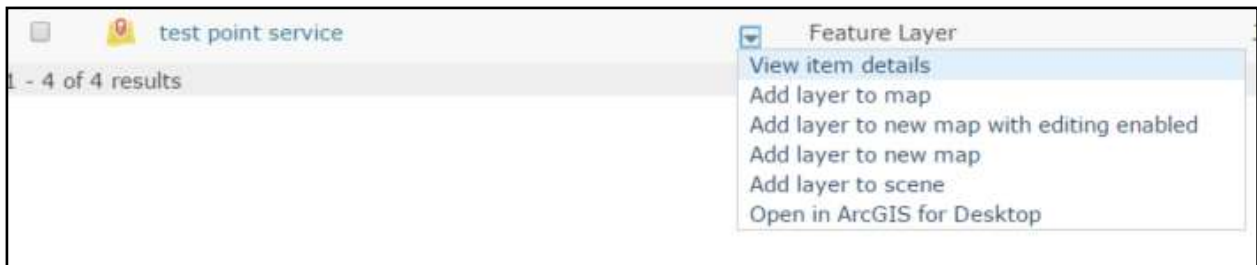 test point service Feature Layer
View item details
1 - 4 of 4 results
Add layer to map
Add layer to new map with editing enabled
Add layer to new map
Add layer to scene
Open in ArcGIS for Desktop